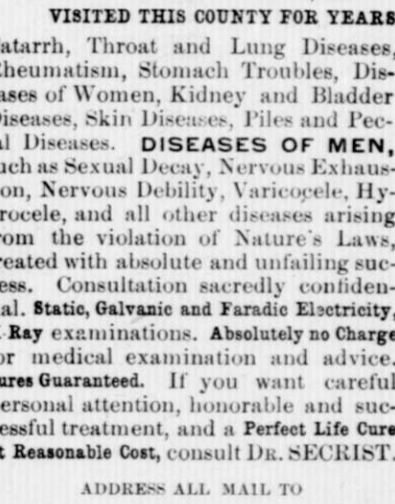 VISITED THIS COUNTY FOR YEARS
atarrh, Throat and Lung Diseases,
heumatism, Stomach Troubles, Dis-
ases of Women, Kidney and Bladder
iseases, Skin Diseases, Piles and Pec-
al Diseases. DISEASES OF MEN,
uch as Sexual Decay, Nervous Exhaus-
on, Nervous Debility, Varicocele, Hy-
rocele, and all other diseases arising
rom the violation of Nature's Laws,
reated with absolute and unfailing suc-
ess. Consultation sacredly confiden-
al. Static, Galvanic and Faradic Electricity,
Ray examinations. Absolutely no Charge
or medical examination and advice.
ures Guaranteed. If you want careful
ersonal attention, honorable and suc-
essful treatment, and a Perfect Life Cure
t Reasonable Cost, consult DR. SECRIST.
ADDRESS ALL MAIL TO